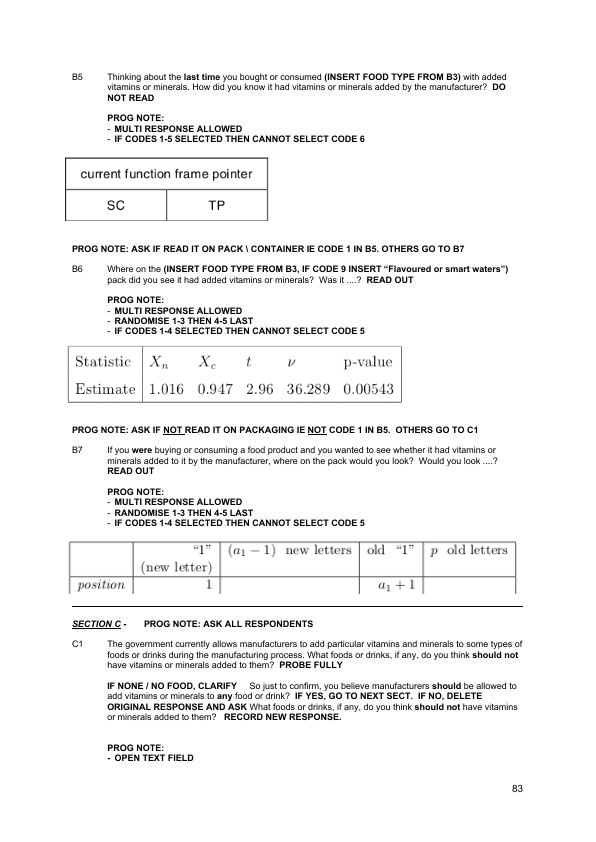 B5 Thinking about the last time you bought or consumed (INSERT FOOD TYPE FROM B3) with added
vitamins or minerals. How did you know it had vitamins or minerals added by the manufacturer? DO
NOT READ
PROG NOTE:
- MULTI RESPONSE ALLOWED
- IF CODES 1-5 SELECTED THEN CANNOT SELECT CODE 6
current function frame pointer
SC TP
PROG NOTE: ASK IF READ IT ON PACK \ CONTAINER IE CODE 1 IN B5. OTHERS GO TO B7
B6 Where on the (INSERT FOOD TYPE FROM B3, IF CODE 9 INSERT “Flavoured or smart waters”)
pack did you see it had added vitamins or minerals? Was it ....? READ OUT
PROG NOTE:
- MULTI RESPONSE ALLOWED
- RANDOMISE 1-3 THEN 4-5 LAST
- IF CODES 1-4 SELECTED THEN CANNOT SELECT CODE 5
Statistic X_n X_c t ν p-value
Estimate 1.016 0.947 2.96 36.289 0.00543
PROG NOTE: ASK IF NOT READ IT ON PACKAGING IE NOT CODE 1 IN B5. OTHERS GO TO C1
B7 If you were buying or consuming a food product and you wanted to see whether it had vitamins or
minerals added to it by the manufacturer, where on the pack would you look? Would you look ....?
READ OUT
PROG NOTE:
- MULTI RESPONSE ALLOWED
- RANDOMISE 1-3 THEN 4-5 LAST
- IF CODES 1-4 SELECTED THEN CANNOT SELECT CODE 5
“1” (a₁ − 1) new letters old “1” p old letters
(new letter)
position 1 a₁ + 1
SECTION C - PROG NOTE: ASK ALL RESPONDENTS
C1 The government currently allows manufacturers to add particular vitamins and minerals to some types of
foods or drinks during the manufacturing process. What foods or drinks, if any, do you think should not
have vitamins or minerals added to them? PROBE FULLY
IF NONE / NO FOOD, CLARIFY So just to confirm, you believe manufacturers should be allowed to
add vitamins or minerals to any food or drink? IF YES, GO TO NEXT SECT. IF NO, DELETE
ORIGINAL RESPONSE AND ASK What foods or drinks, if any, do you think should not have vitamins
or minerals added to them? RECORD NEW RESPONSE.
PROG NOTE:
- OPEN TEXT FIELD
83